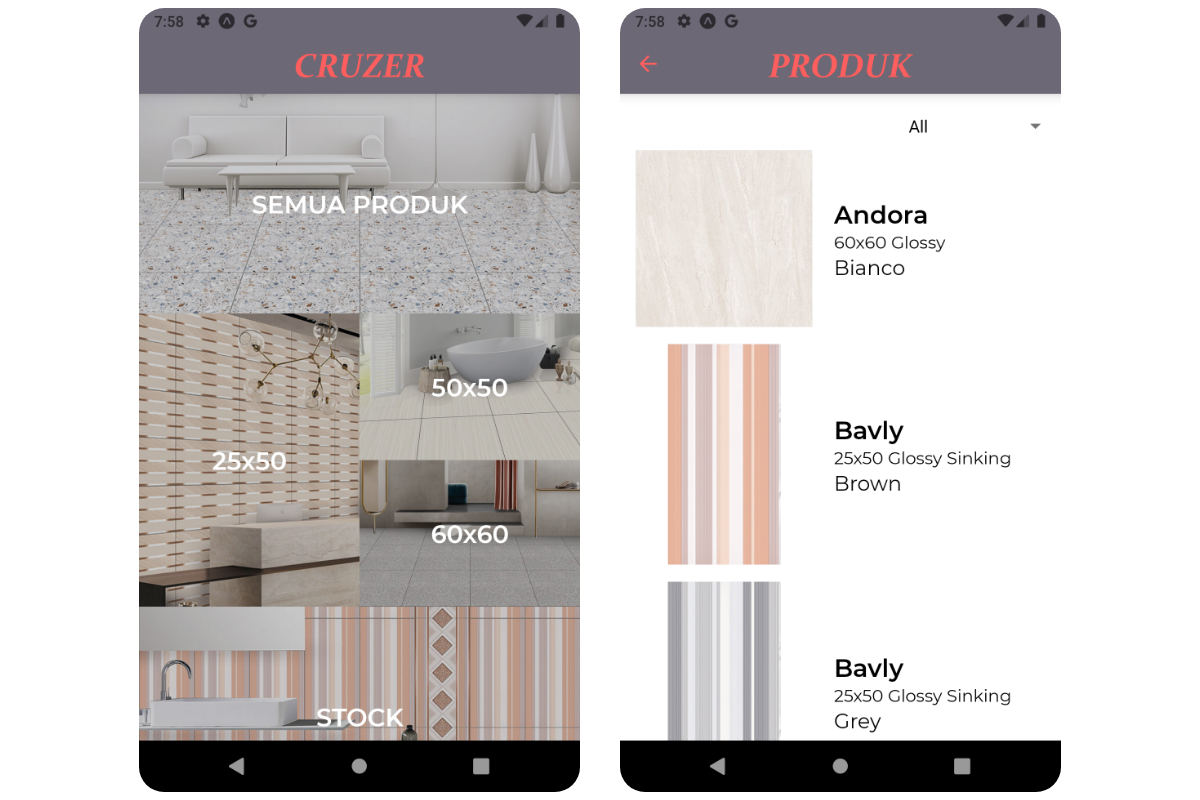 7:58
CRUZER
SEMUA PRODUK
50x50
25x50
60x60
STOCK
7:58
PRODUK
All
Andora
60x60 Glossy
Bianco
Bavly
25x50 Glossy Sinking
Brown
Bavly
25x50 Glossy Sinking
Grey